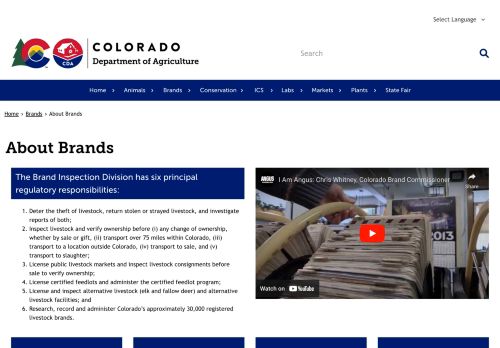 Select Language
COLORADO
Department of Agriculture
CDA
Search
Home > Animals > Brands > Conservation > ICS > Labs > Markets > Plants > State Fair
Home > Brands > About Brands
About Brands
The Brand Inspection Division has six principal
regulatory responsibilities:
1. Deter the theft of livestock, return stolen or strayed livestock, and investigate
reports of both;
2. Inspect livestock and verify ownership before (i) any change of ownership,
whether by sale or gift, (ii) transport over 75 miles within Colorado, (iii)
transport to a location outside Colorado, (iv) transport to sale, and (v)
transport to slaughter;
3. License public livestock markets and inspect livestock consignments before
sale to verify ownership;
4. License certified feedlots and administer the certified feedlot program;
5. License and inspect alternative livestock (elk and fallow deer) and alternative
livestock facilities; and
6. Research, record and administer Colorado's approximately 30,000 registered
livestock brands.
ANGUS
I Am Angus: Chris Whitney, Colorado Brand Commissioner
Share
2013
Watch on YouTube